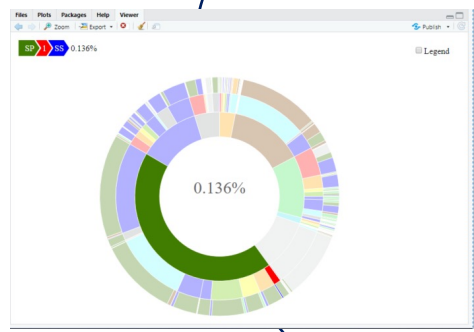 Files Plots Packages Help Viewer
Zoom Export Publish
SP 1 SS 0.136%
Legend
0.136%